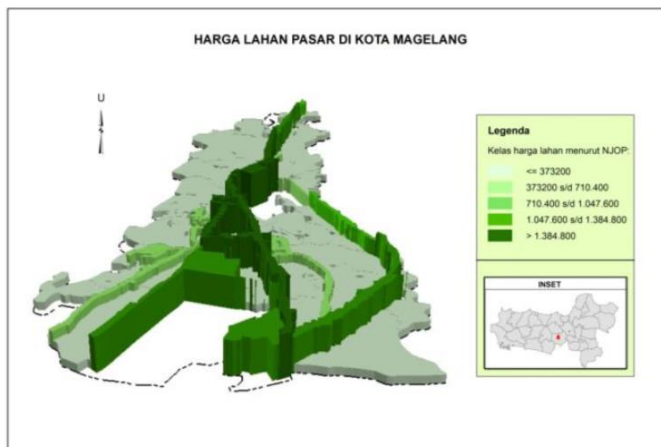 HARGA LAHAN PASAR DI KOTA MAGELANG
U
Legenda
Kelas harga lahan menurut NJOP:
<= 373200
373200 s/d 710.400
710.400 s/d 1.047.600
1.047.600 s/d 1.384.800
> 1.384.800
INSET